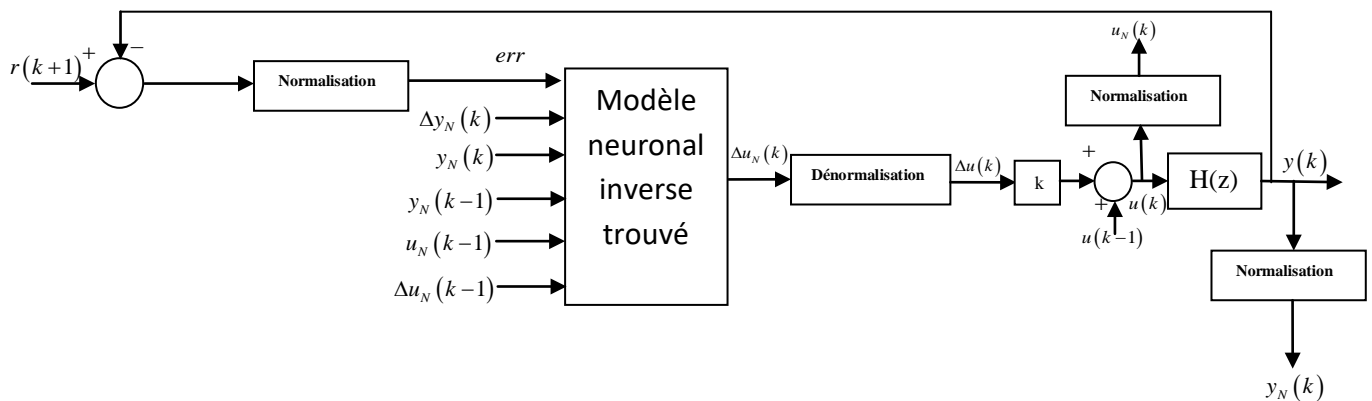 r(k+1)
+
−
Normalisation
err
Δy_N(k)
y_N(k)
y_N(k−1)
u_N(k−1)
Δu_N(k−1)
Modèle
neuronal
inverse
trouvé
Δu_N(k)
Dénormalisation
Δu(k)
k
+
+
u(k−1)
u(k)
u_N(k)
Normalisation
H(z)
y(k)
Normalisation
y_N(k)